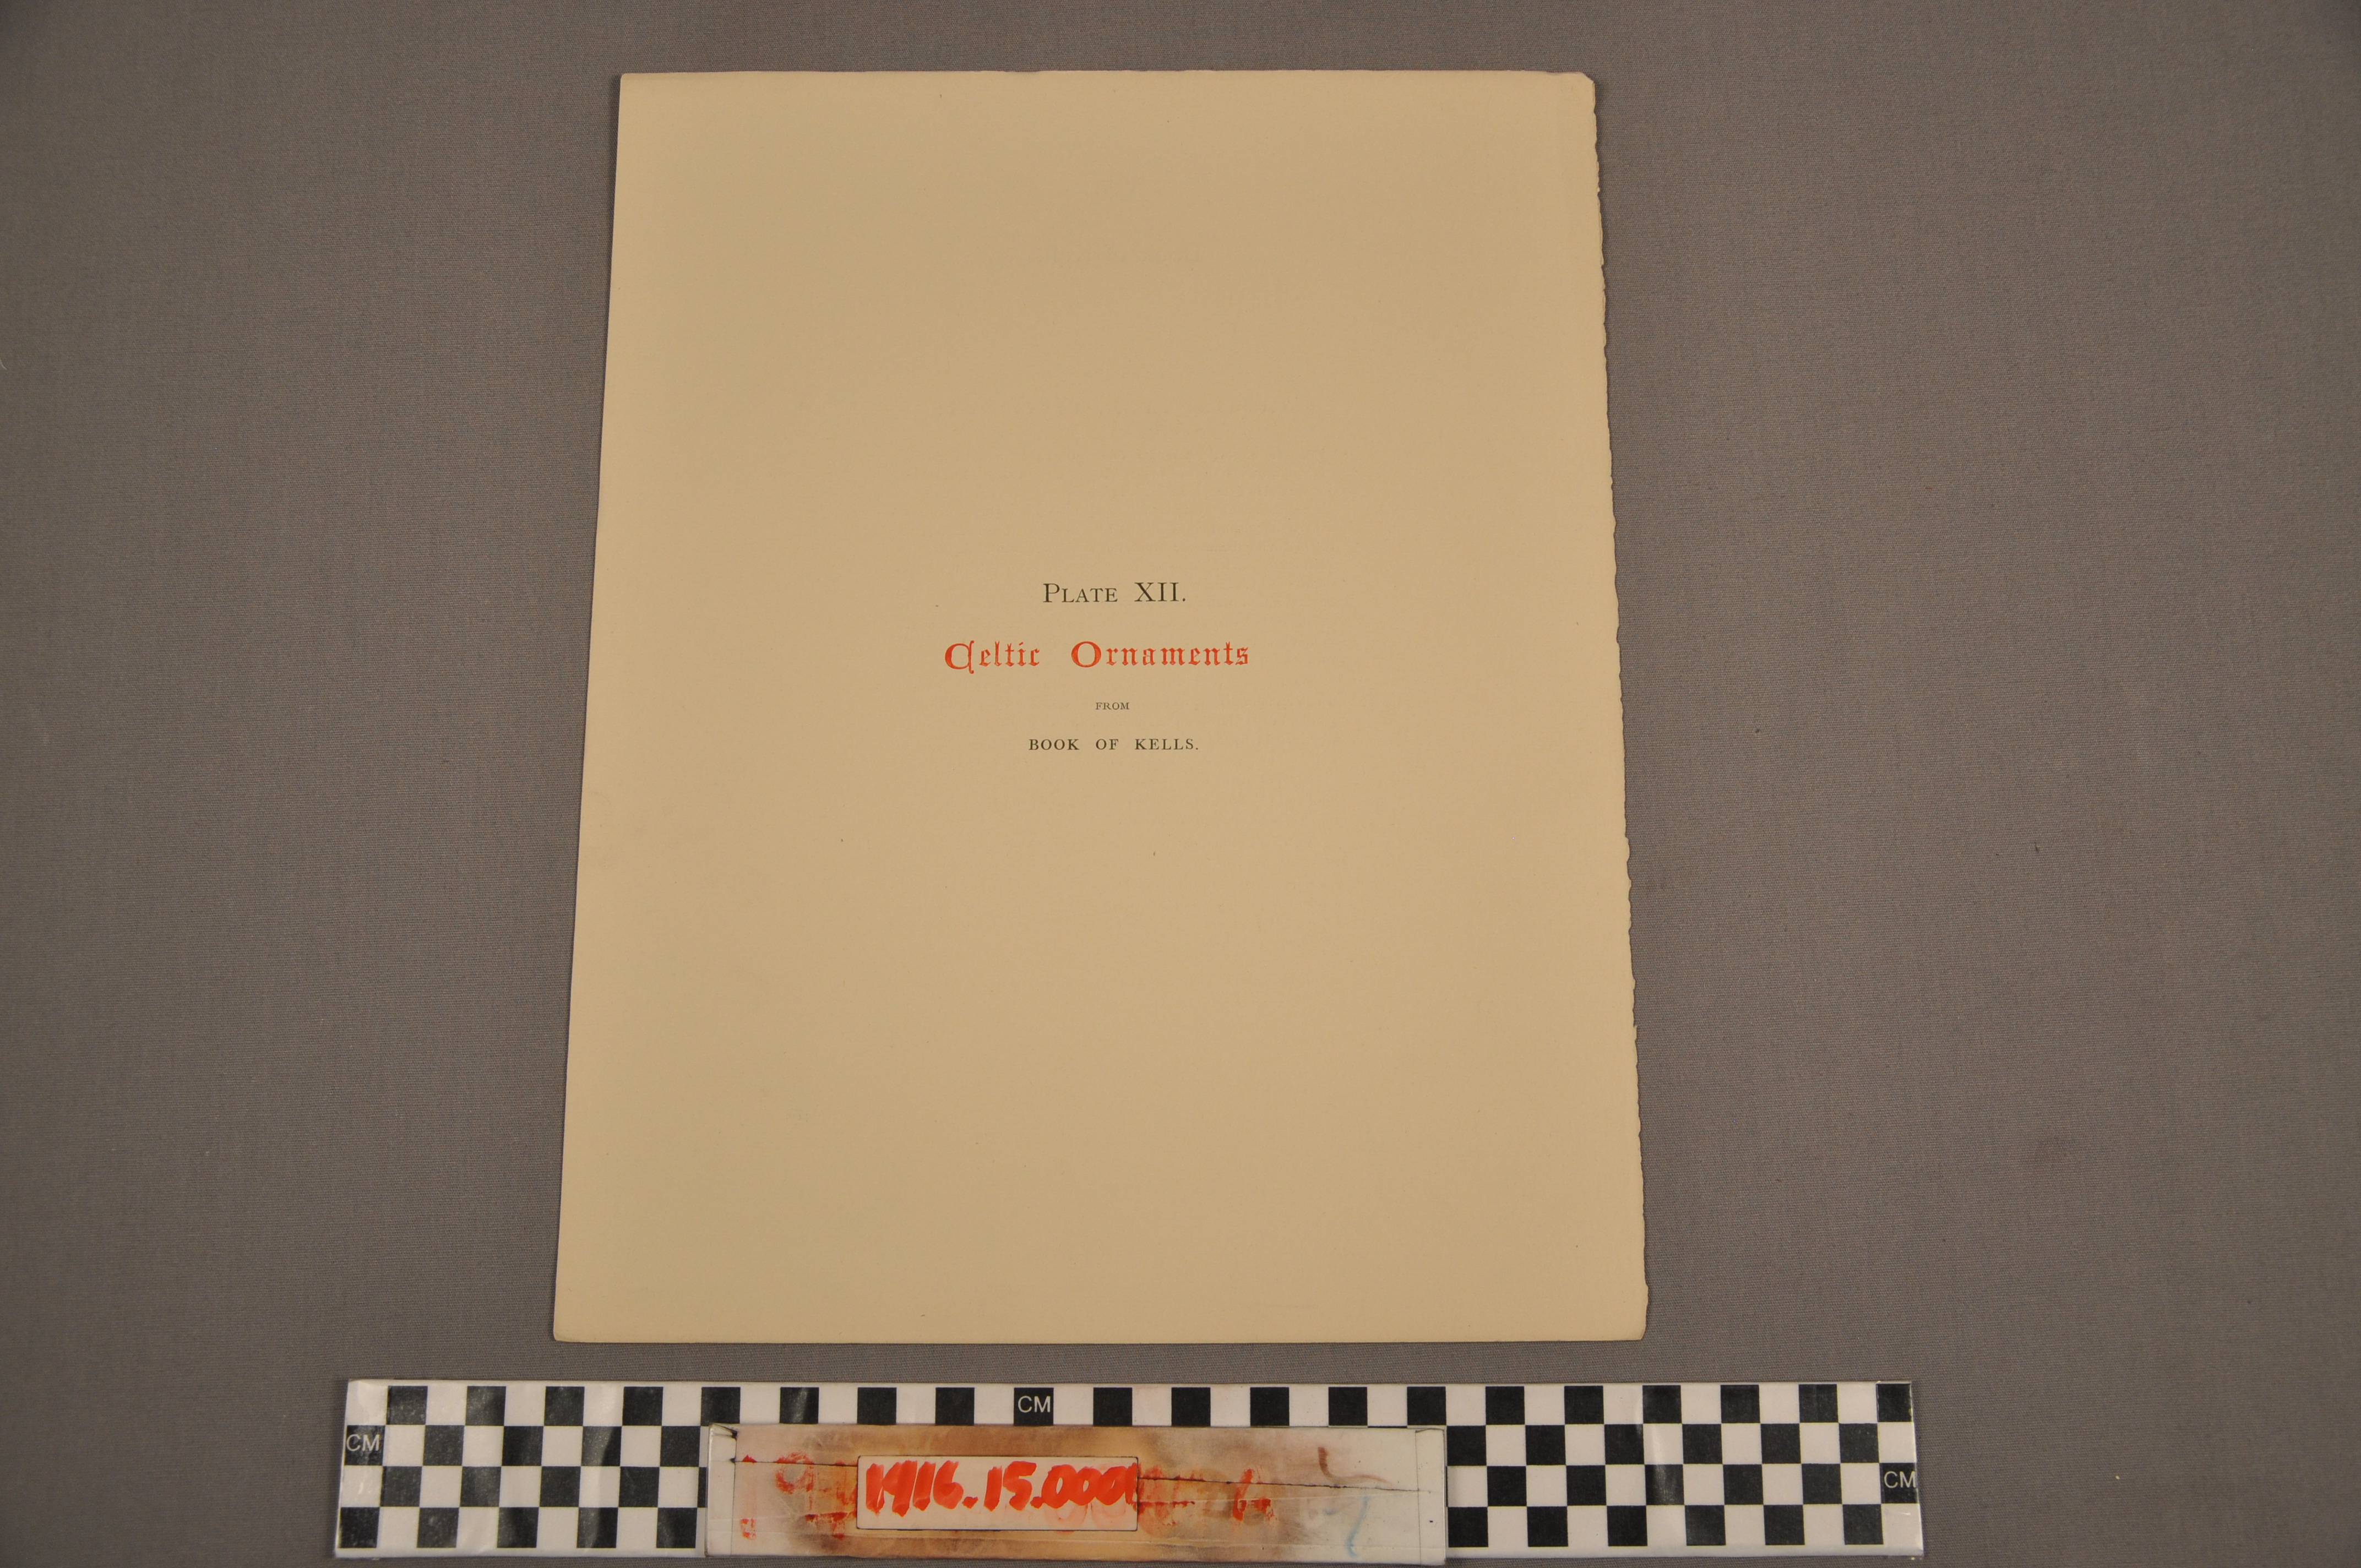 PLATE XII.
Celtic Ornaments
FROM
BOOK OF KELLS.
CM
CM
CM
1916.15.0001